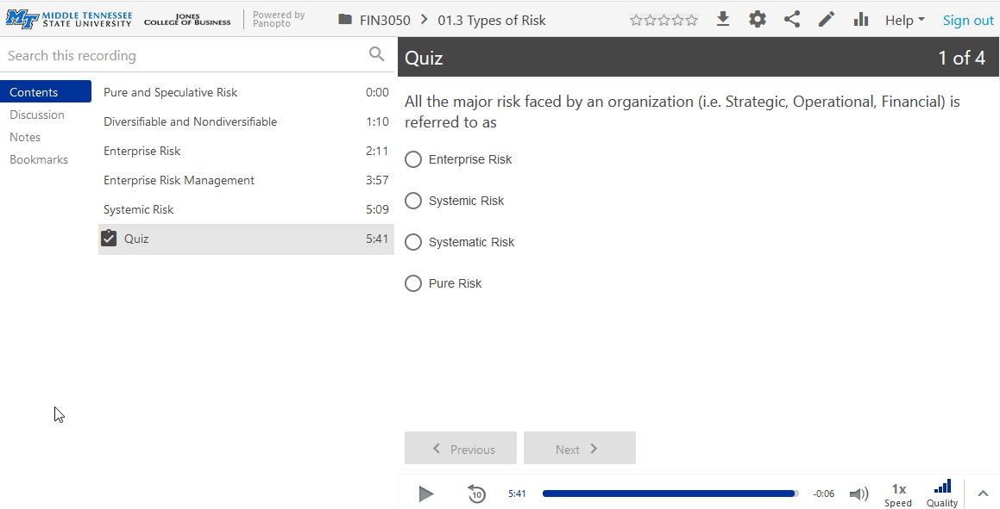 MT MIDDLE TENNESSEE
STATE UNIVERSITY
JONES
COLLEGE OF BUSINESS
Powered by
Panopto
FIN3050
01.3 Types of Risk
Help
Sign out
Search this recording
Contents
Discussion
Notes
Bookmarks
Pure and Speculative Risk 0:00
Diversifiable and Nondiversifiable 1:10
Enterprise Risk 2:11
Enterprise Risk Management 3:57
Systemic Risk 5:09
Quiz 5:41
Quiz 1 of 4
All the major risk faced by an organization (i.e. Strategic, Operational, Financial) is
referred to as
Enterprise Risk
Systemic Risk
Systematic Risk
Pure Risk
Previous
Next
10
5:41
-0:06
1x
Speed
Quality